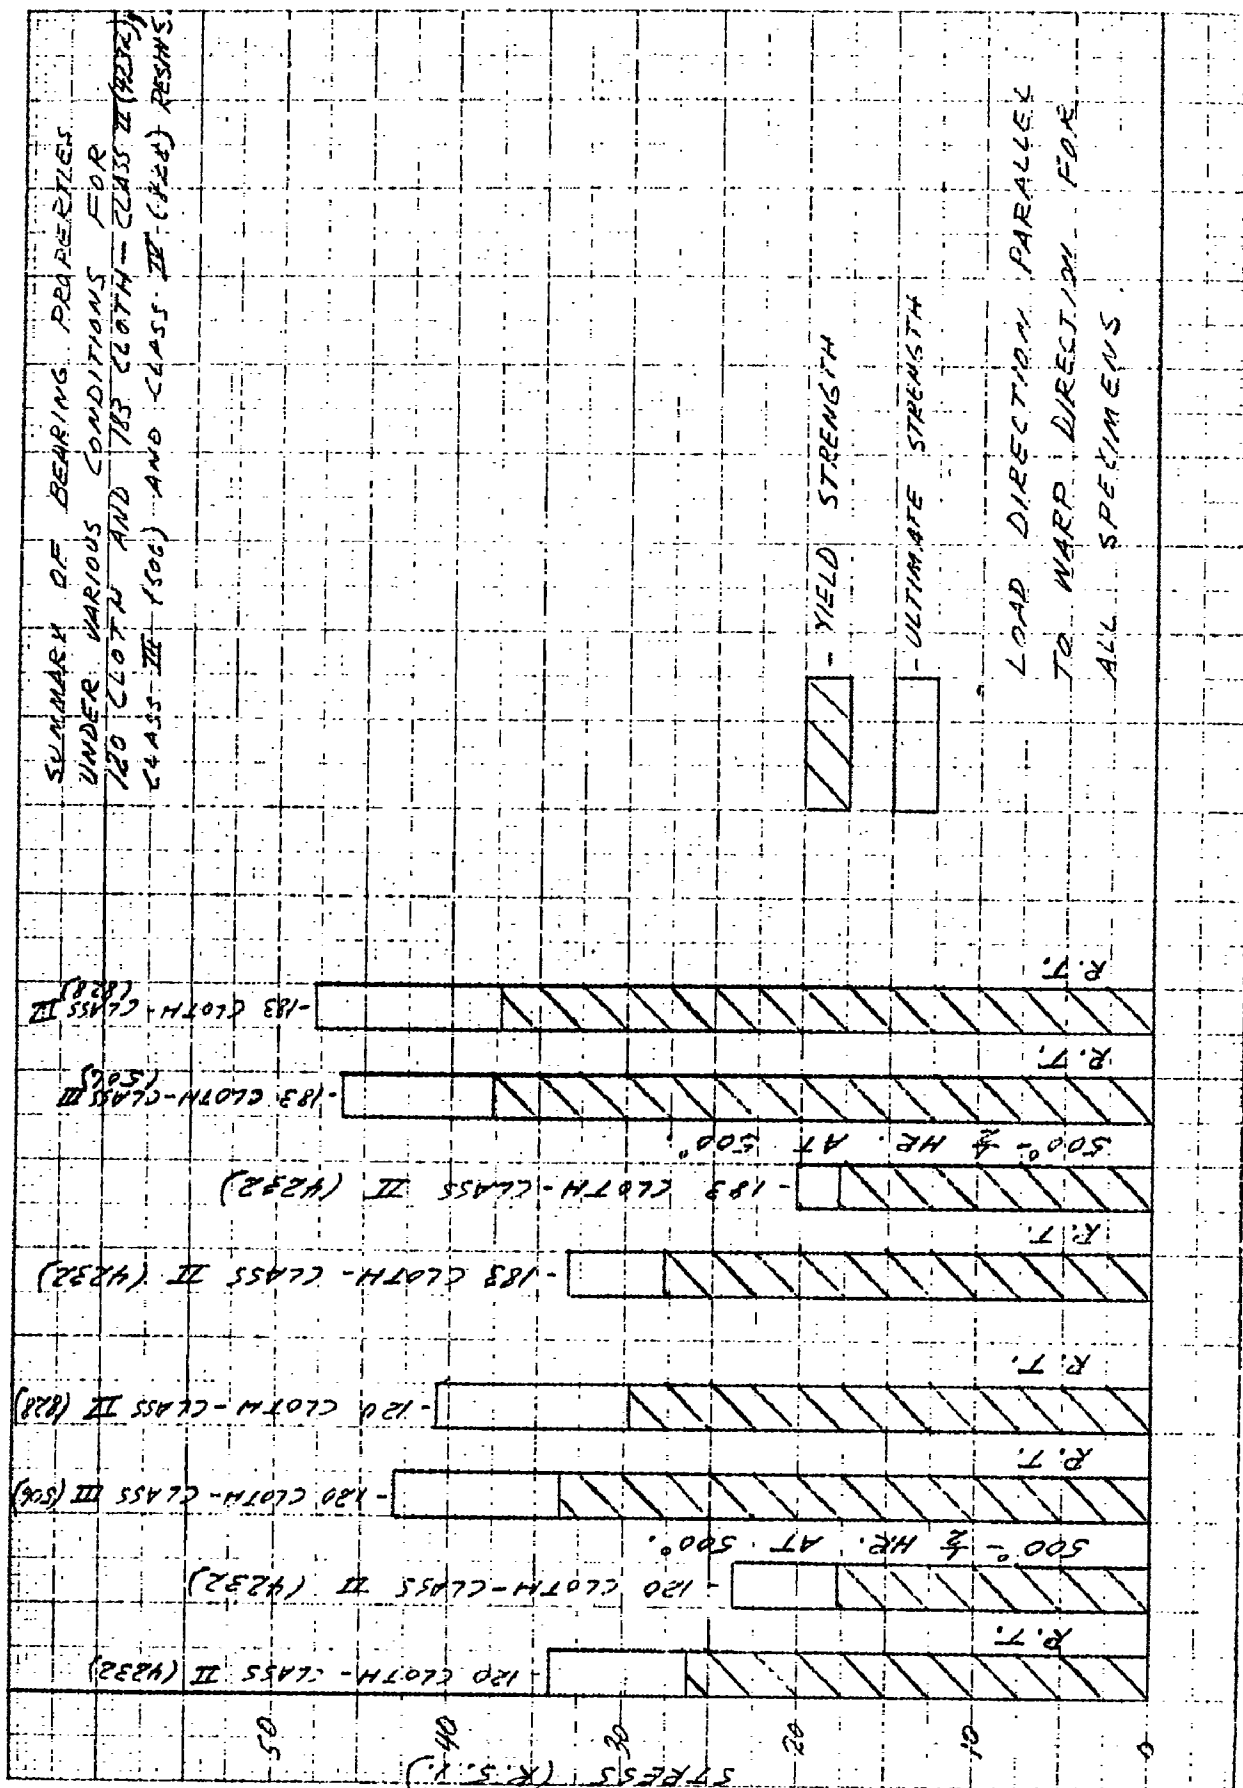 SUMMARY OF BEARING PROPERTIES
UNDER VARIOUS CONDITIONS FOR
120 CLOTH AND 183 CLOTH - CLASS II (4232),
CLASS III (506) AND CLASS IV (828) RESINS.
- YIELD STRENGTH
- ULTIMATE STRENGTH
LOAD DIRECTION PARALLEL
TO WARP DIRECTION FOR
ALL SPECIMENS.
- 183 CLOTH - CLASS IV
(828)
R.T.
- 183 CLOTH - CLASS III
(506)
R.T.
- 183 CLOTH - CLASS II (4232)
500° - 1/2 HR. AT 500°.
- 183 CLOTH - CLASS II (4232)
R.T.
- 120 CLOTH - CLASS IV (828)
R.T.
- 120 CLOTH - CLASS III (506)
R.T.
- 120 CLOTH - CLASS II (4232)
500° - 1/2 HR. AT 500°.
- 120 CLOTH - CLASS II (4232)
R.T.
50
40
30
20
10
0
STRESS (K.S.I.)